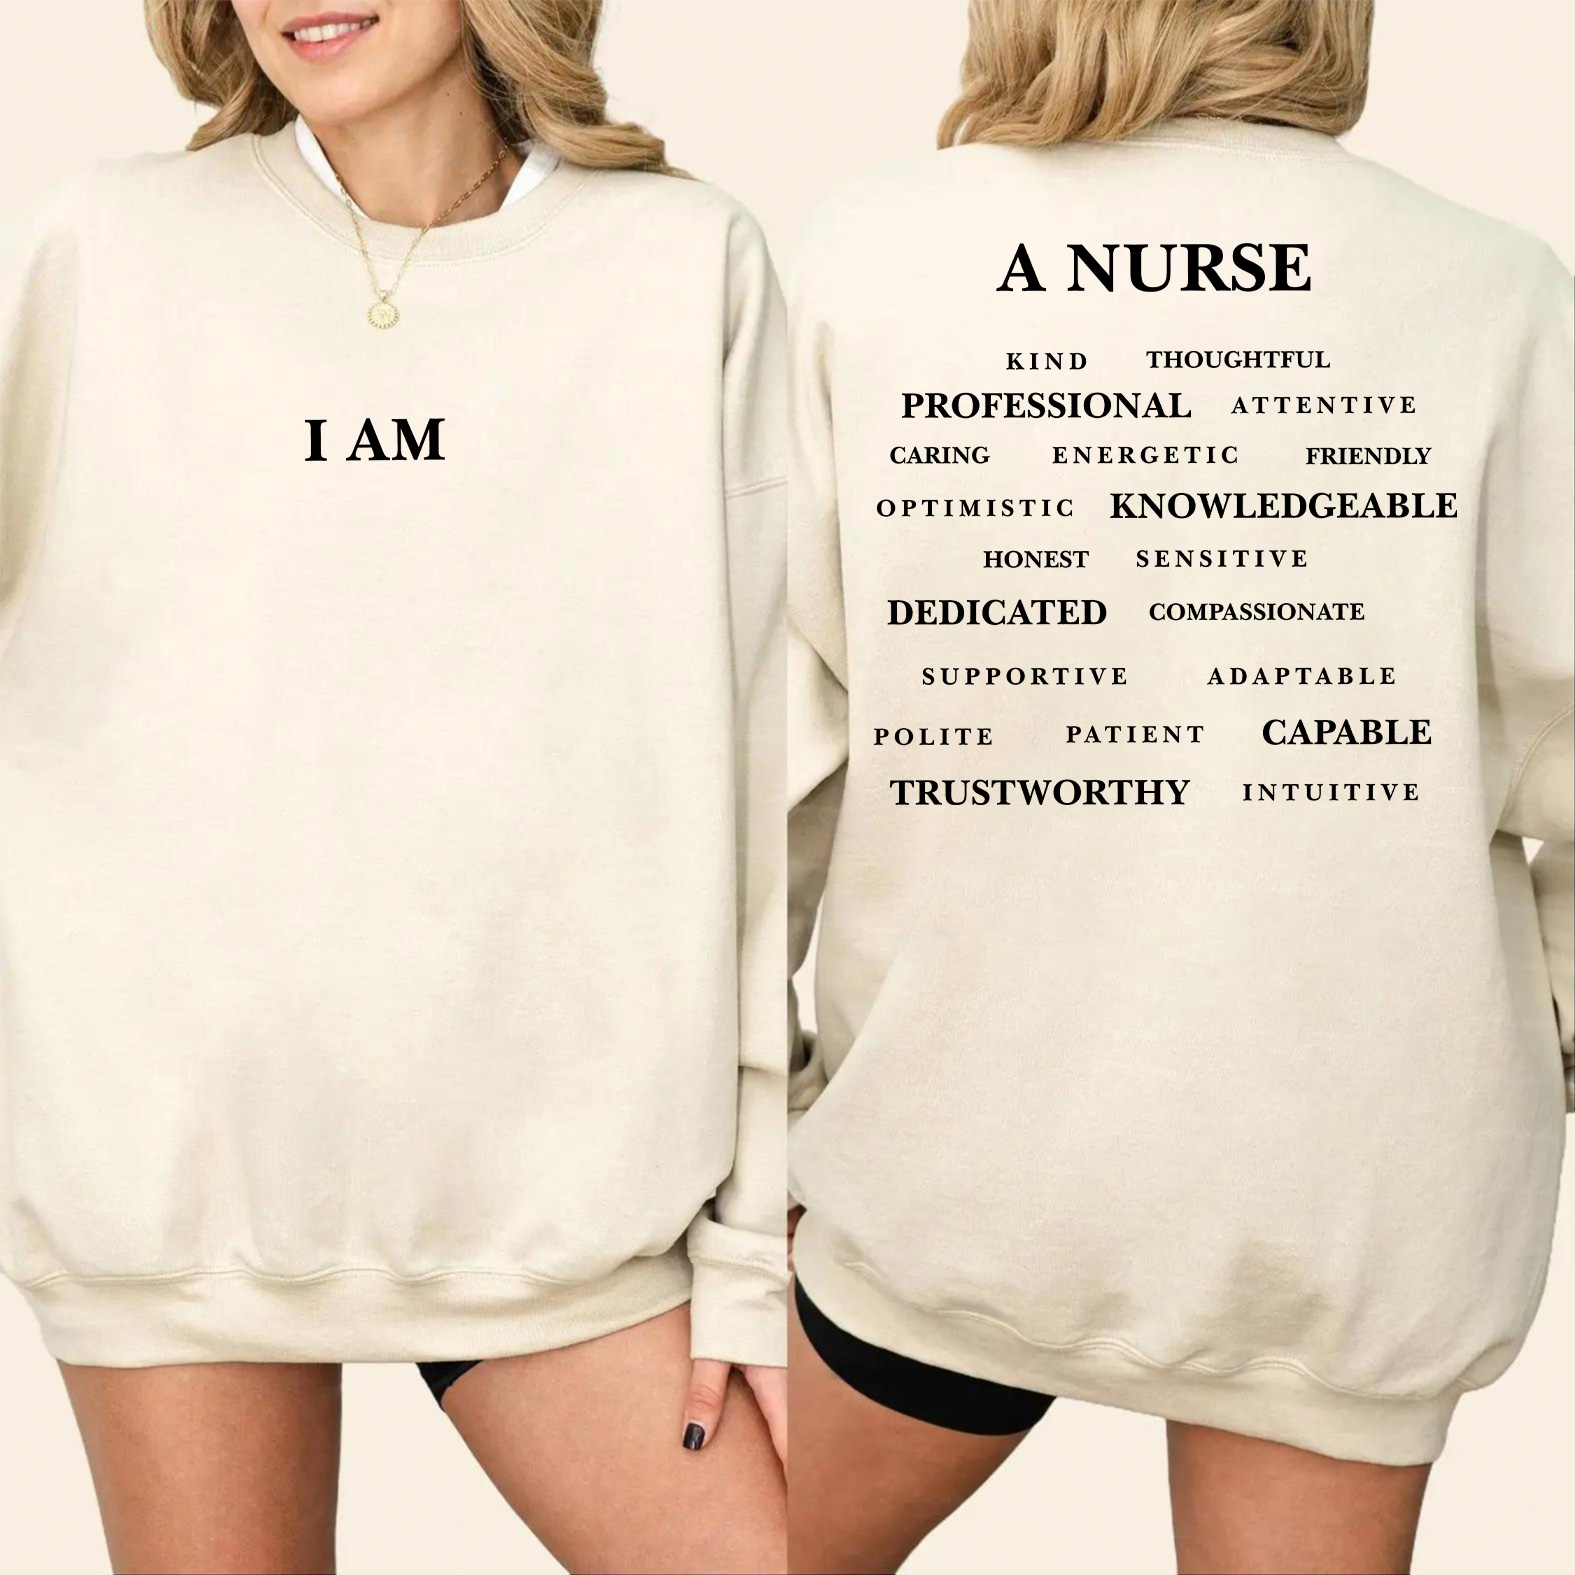 I AM
A NURSE
KIND THOUGHTFUL
PROFESSIONAL ATTENTIVE
CARING ENERGETIC FRIENDLY
OPTIMISTIC KNOWLEDGEABLE
HONEST SENSITIVE
DEDICATED COMPASSIONATE
SUPPORTIVE ADAPTABLE
POLITE PATIENT CAPABLE
TRUSTWORTHY INTUITIVE